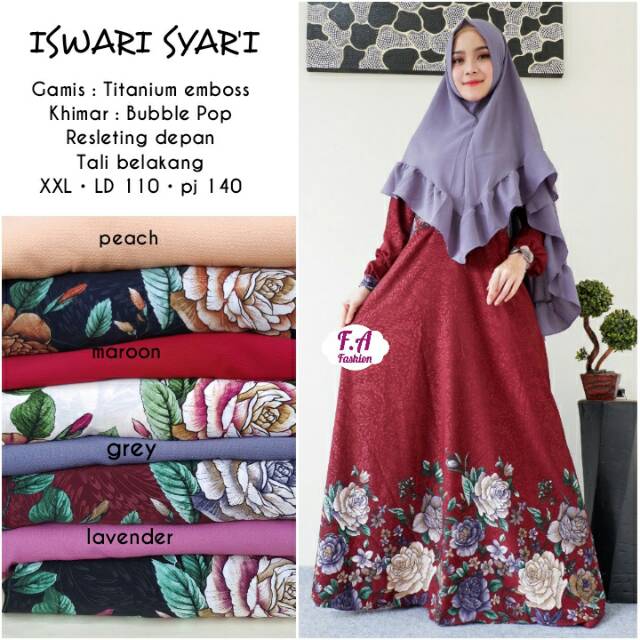 ISWARI SYAR'I
Gamis : Titanium emboss
Khimar : Bubble Pop
Resleting depan
Tali belakang
XXL • LD 110 • pj 140
peach
maroon
grey
lavender
F.A
Fashion